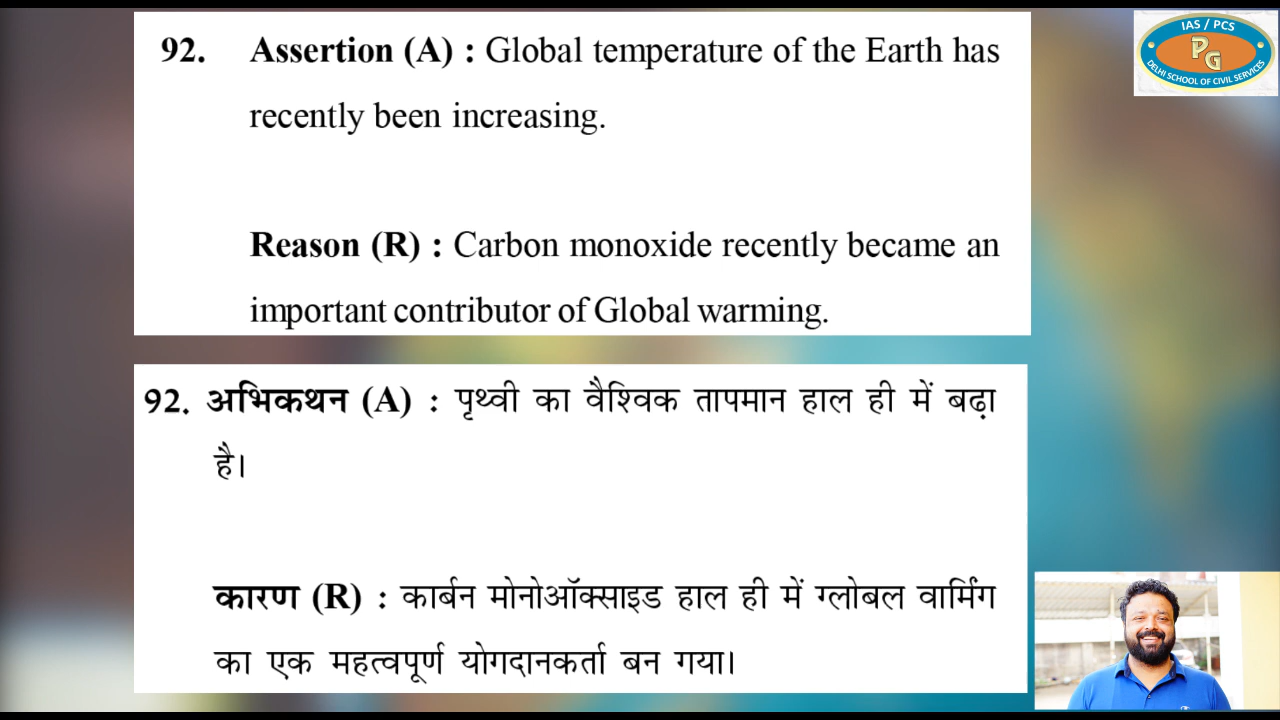 92. Assertion (A) : Global temperature of the Earth has
recently been increasing.
Reason (R) : Carbon monoxide recently became an
important contributor of Global warming.
92. अभिकथन (A) : पृथ्वी का वैश्विक तापमान हाल ही में बढ़ा
है।
कारण (R) : कार्बन मोनोऑक्साइड हाल ही में ग्लोबल वार्मिंग
का एक महत्वपूर्ण योगदानकर्ता बन गया।
IAS / PCS
PG
DELHI SCHOOL OF CIVIL SERVICES